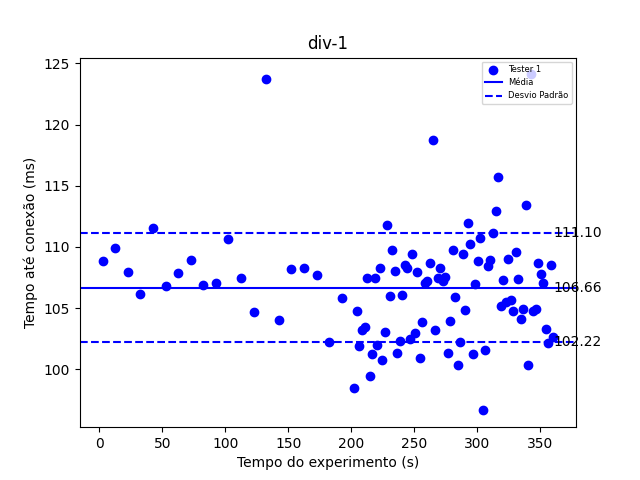 div-1
Tempo até conexão (ms)
125
120
115
110
105
100
Tester 1
Média
Desvio Padrão
111.10
106.66
102.22
0
50
100
150
200
250
300
350
Tempo do experimento (s)